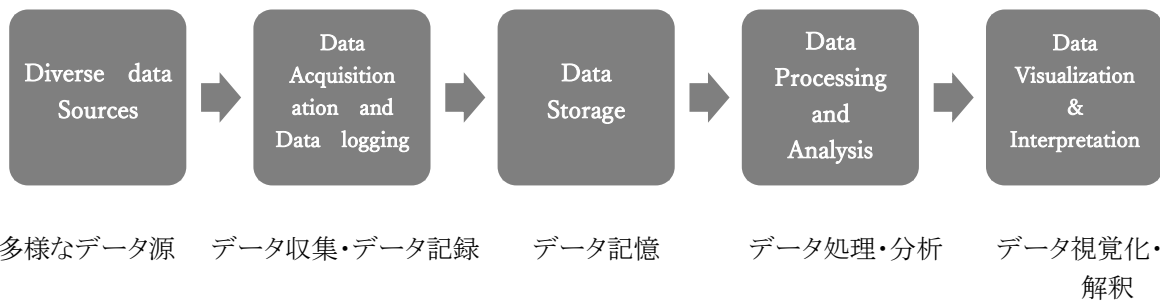 Diverse data
Sources
Data
Acquisition
ation and
Data logging
Data
Storage
Data
Processing
and
Analysis
Data
Visualization
&
Interpretation
多様なデータ源
データ収集・データ記録
データ記憶
データ処理・分析
データ視覚化・
解釈